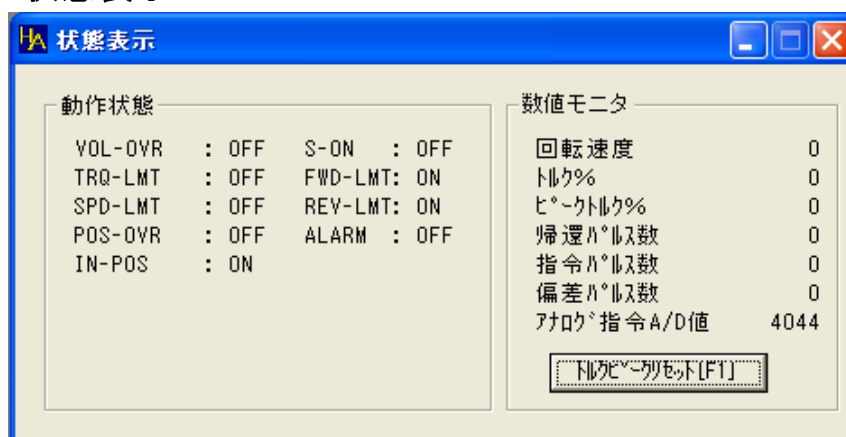 HA 状態表示
動作状態
VOL-OVR : OFF S-ON : OFF
TRQ-LMT : OFF FWD-LMT: ON
SPD-LMT : OFF REV-LMT: ON
POS-OVR : OFF ALARM : OFF
IN-POS : ON
数値モニタ
回転速度 0
ﾄﾙｸ% 0
ﾋﾟｰｸﾄﾙｸ% 0
帰還ﾊﾟﾙｽ数 0
指令ﾊﾟﾙｽ数 0
偏差ﾊﾟﾙｽ数 0
ｱﾅﾛｸﾞ指令A/D値 4044
ﾄﾙｸﾋﾟｰｸﾘｾｯﾄ[F1]